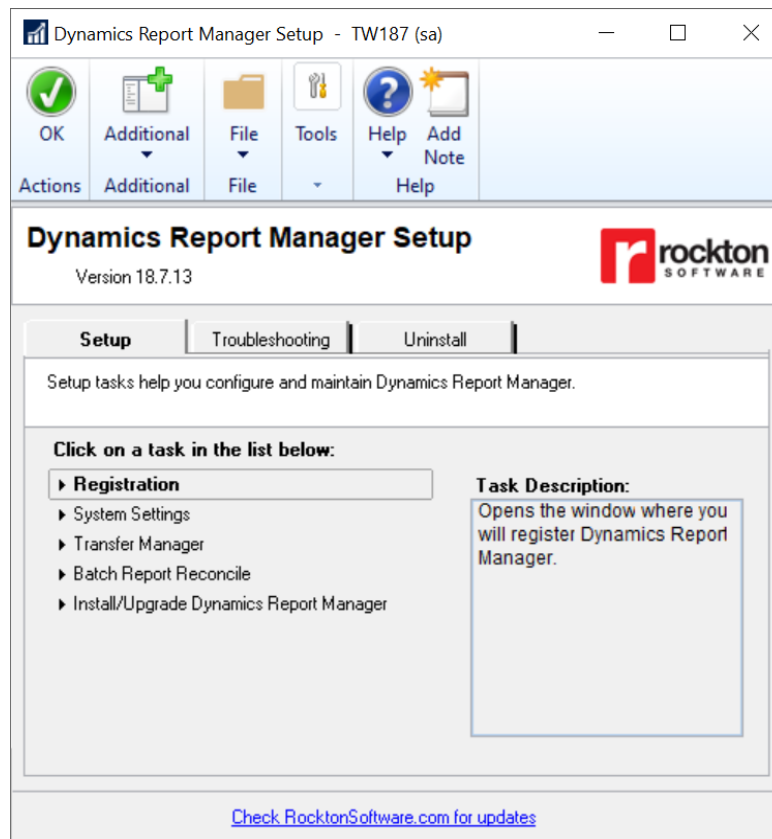 Dynamics Report Manager Setup - TW187 (sa)
OK
Additional
File
Tools
Help
Add
Note
Actions
Additional
File
Help
Dynamics Report Manager Setup
Version 18.7.13
rockton
SOFTWARE
Setup
Troubleshooting
Uninstall
Setup tasks help you configure and maintain Dynamics Report Manager.
Click on a task in the list below:
Registration
System Settings
Transfer Manager
Batch Report Reconcile
Install/Upgrade Dynamics Report Manager
Task Description:
Opens the window where you
will register Dynamics Report
Manager.
Check RocktonSoftware.com for updates